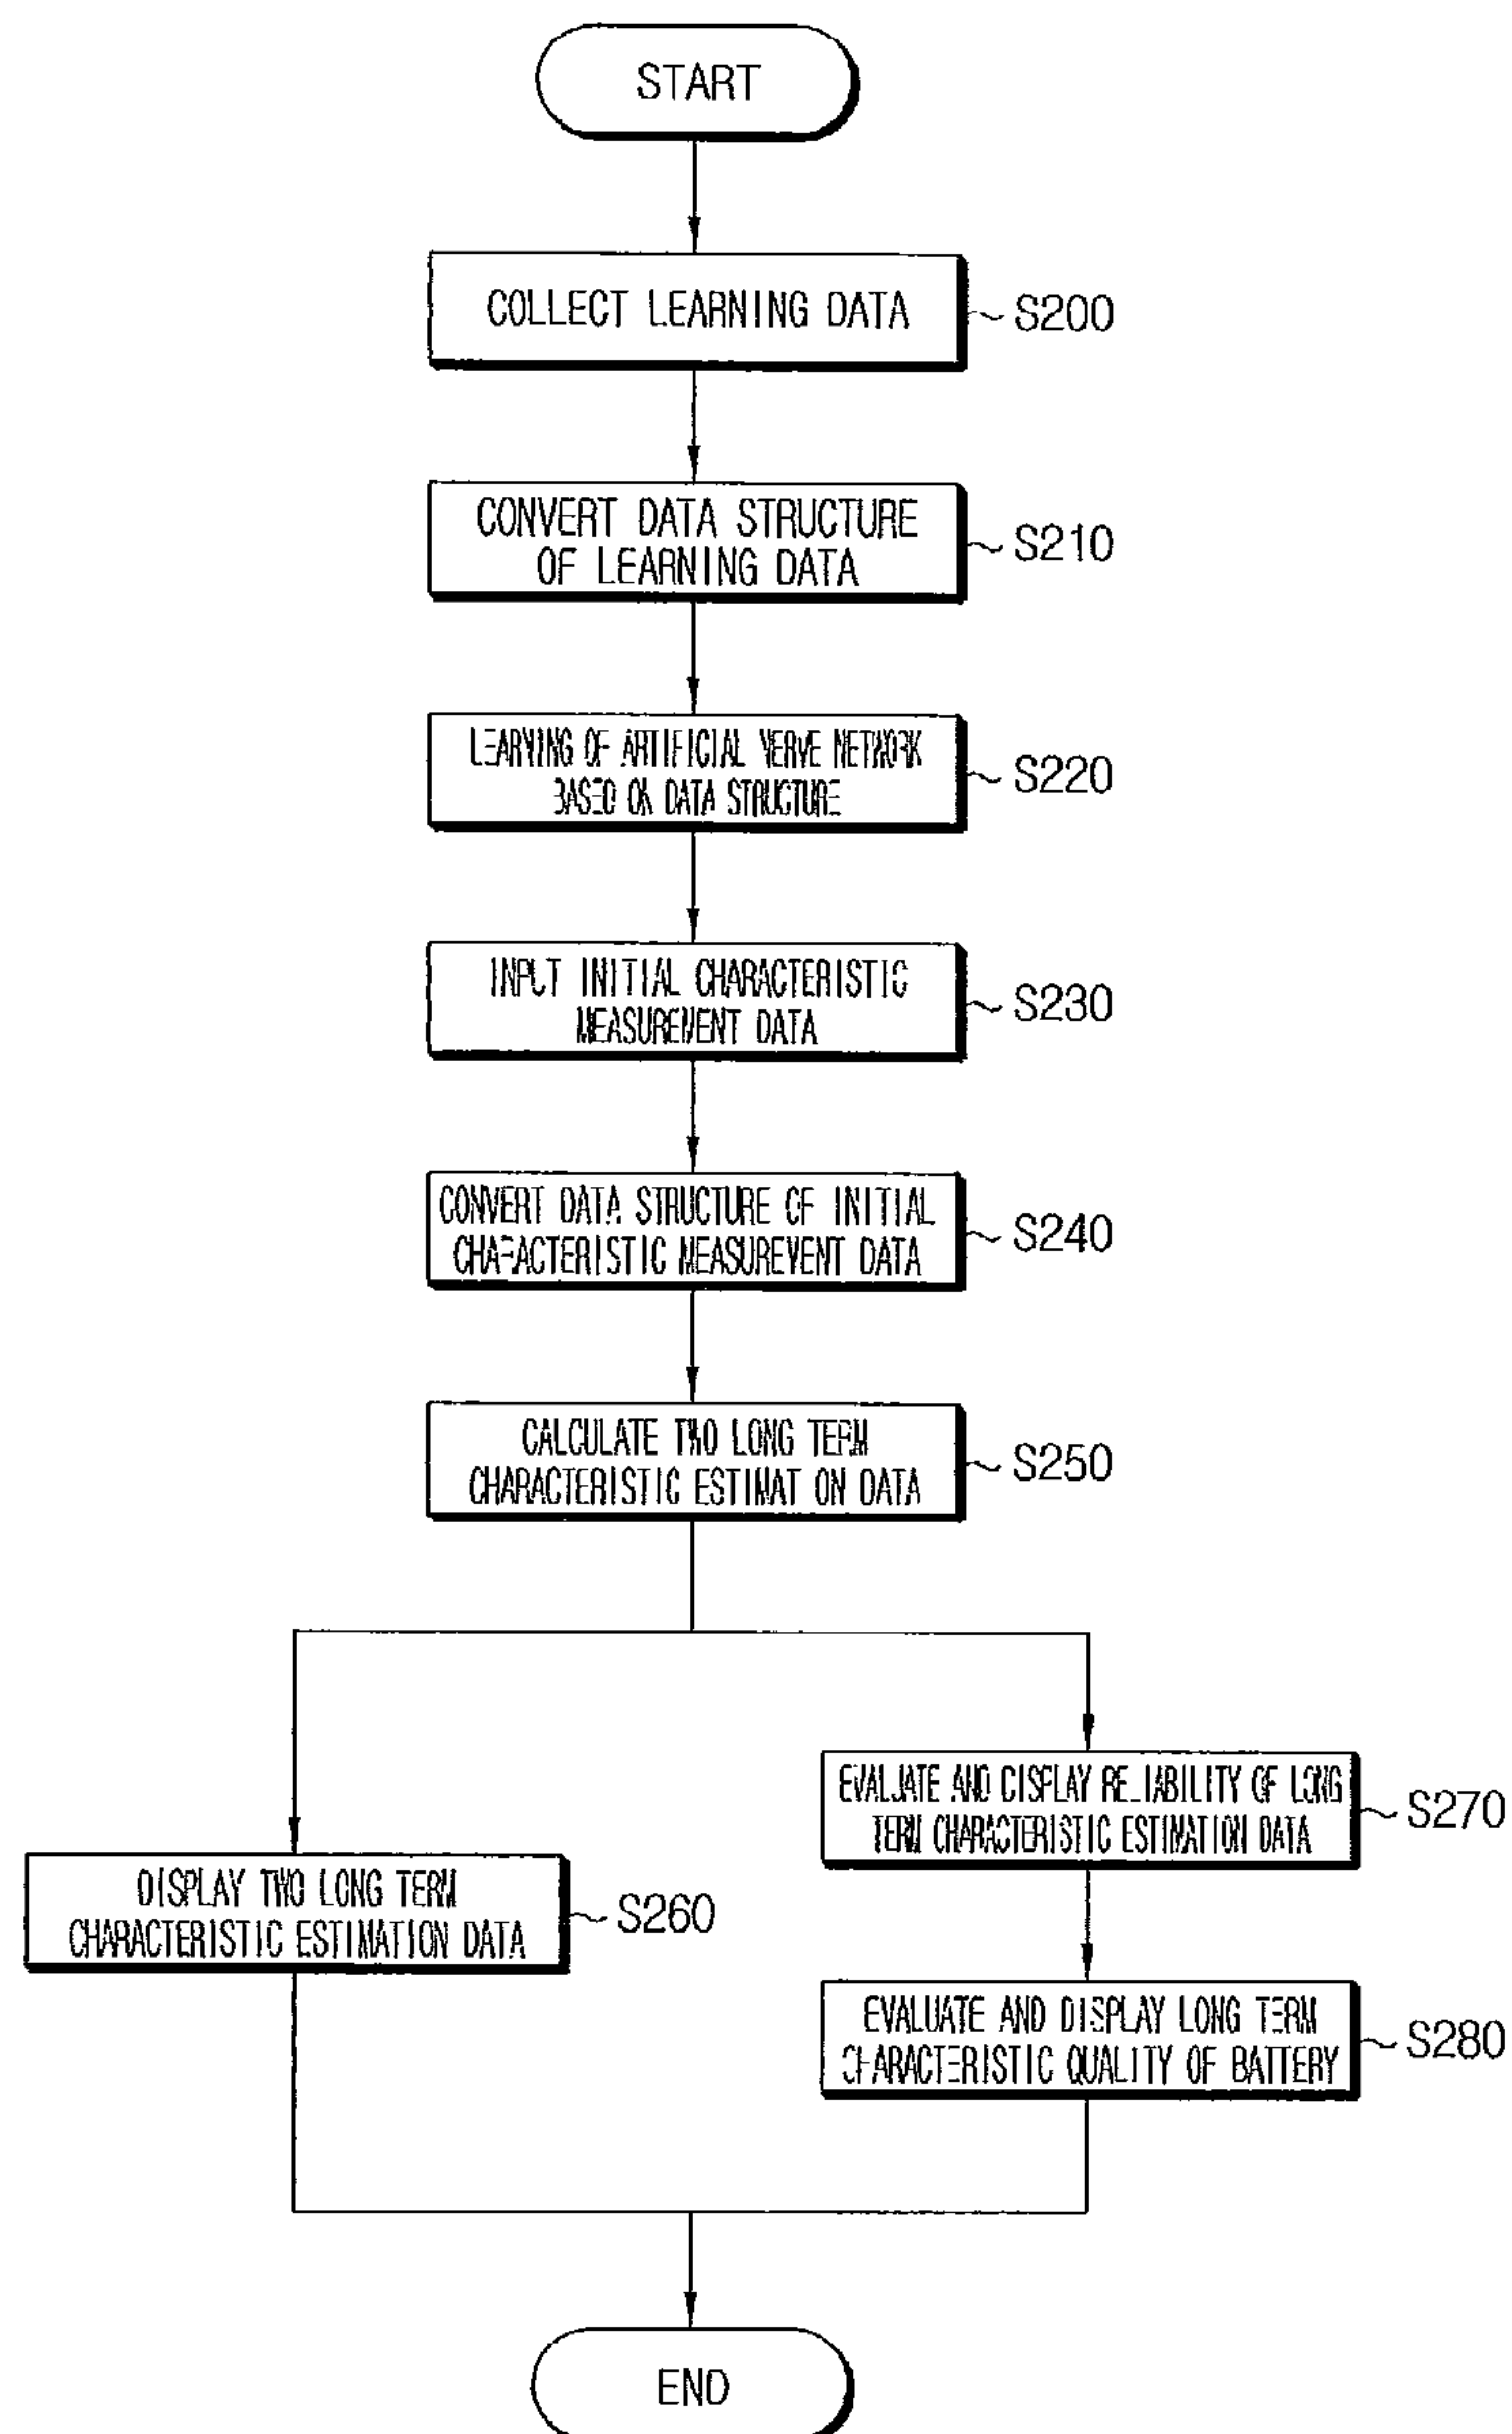 START
COLLECT LEARNING DATA
S200
CONVERT DATA STRUCTURE
OF LEARNING DATA
S210
LEARNING OF ARTIFICIAL NERVE NETWORK
BASED ON DATA STRUCTURE
S220
INPUT INITIAL CHARACTERISTIC
MEASUREMENT DATA
S230
CONVERT DATA STRUCTURE OF INITIAL
CHARACTERISTIC MEASUREMENT DATA
S240
CALCULATE TWO LONG TERM
CHARACTERISTIC ESTIMATION DATA
S250
DISPLAY TWO LONG TERM
CHARACTERISTIC ESTIMATION DATA
S260
EVALUATE AND DISPLAY RELIABILITY OF LONG
TERM CHARACTERISTIC ESTIMATION DATA
S270
EVALUATE AND DISPLAY LONG TERM
CHARACTERISTIC QUALITY OF BATTERY
S280
END